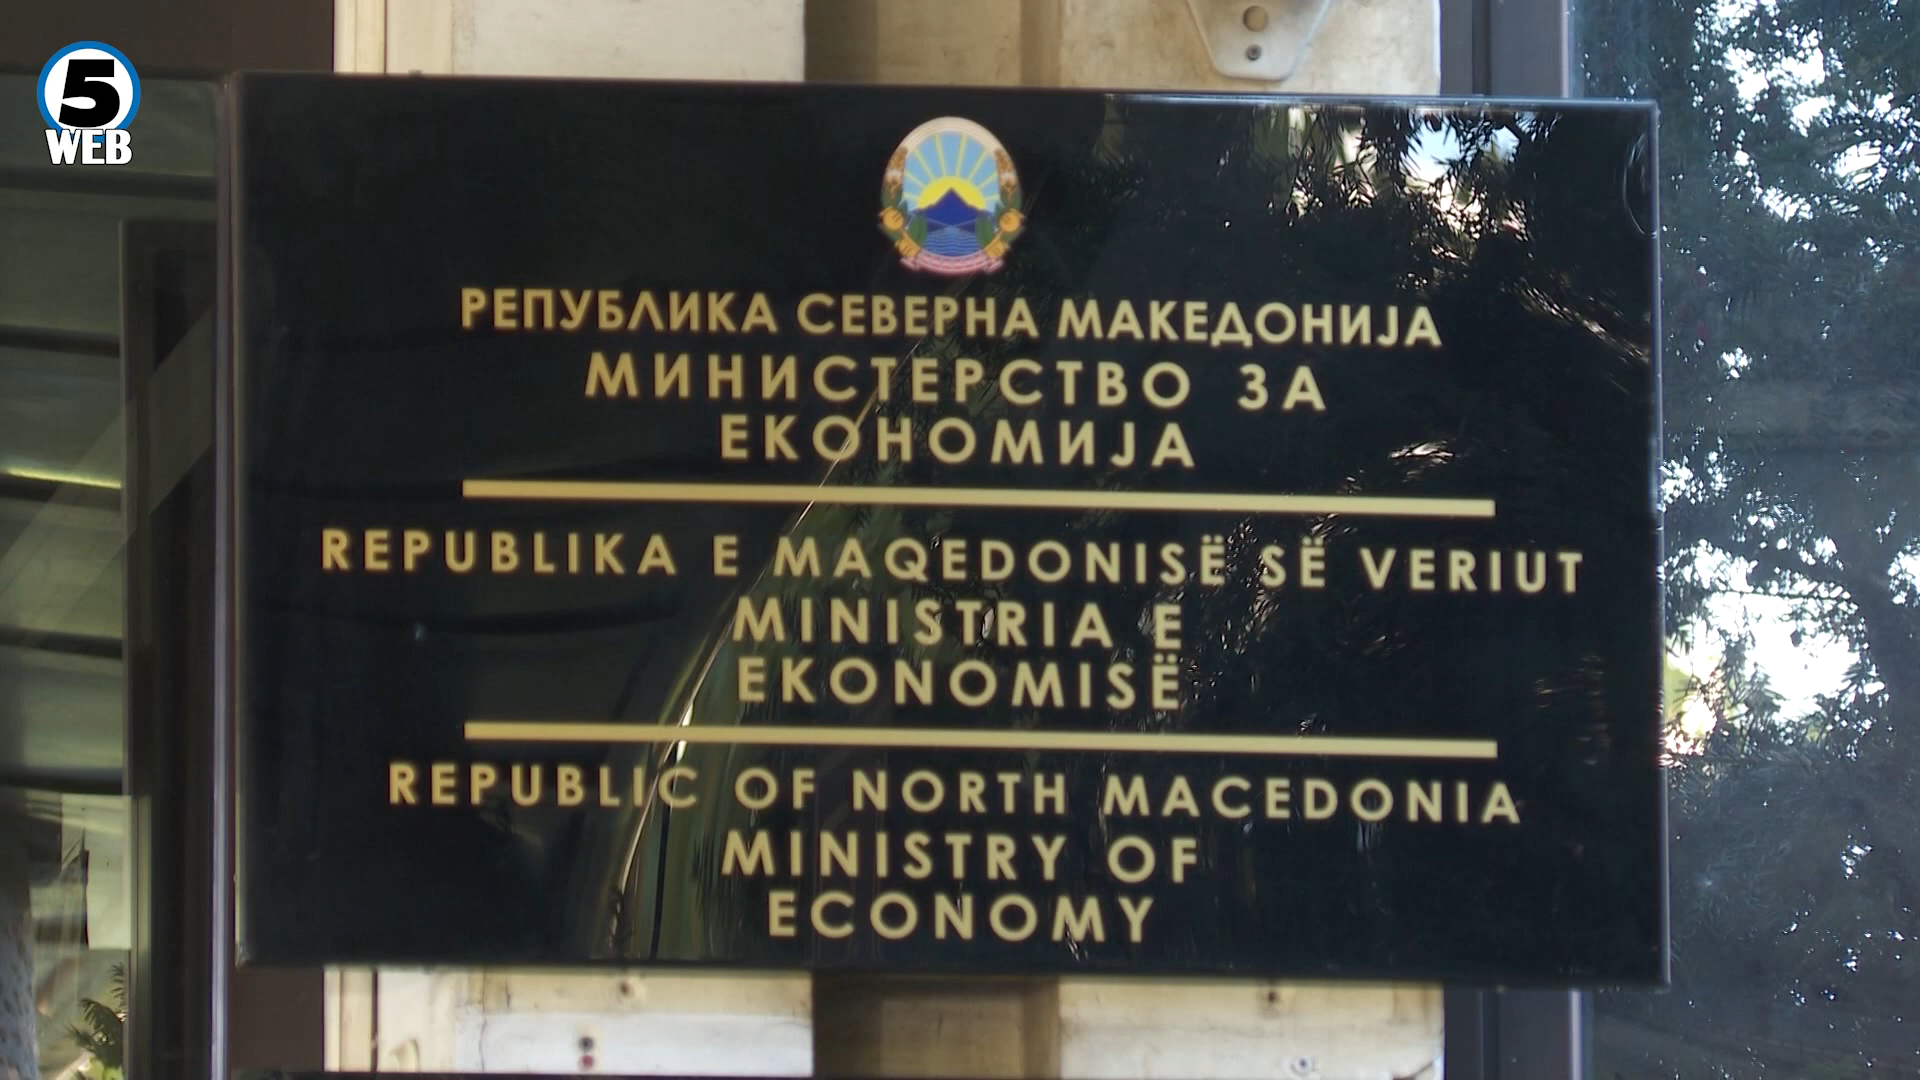 5
WEB
РЕПУБЛИКА СЕВЕРНА МАКЕДОНИЈА
МИНИСТЕРСТВО ЗА
ЕКОНОМИЈА
REPUBLIKA E MAQEDONISË SË VERIUT
MINISTRIA E
EKONOMISË
REPUBLIC OF NORTH MACEDONIA
MINISTRY OF
ECONOMY